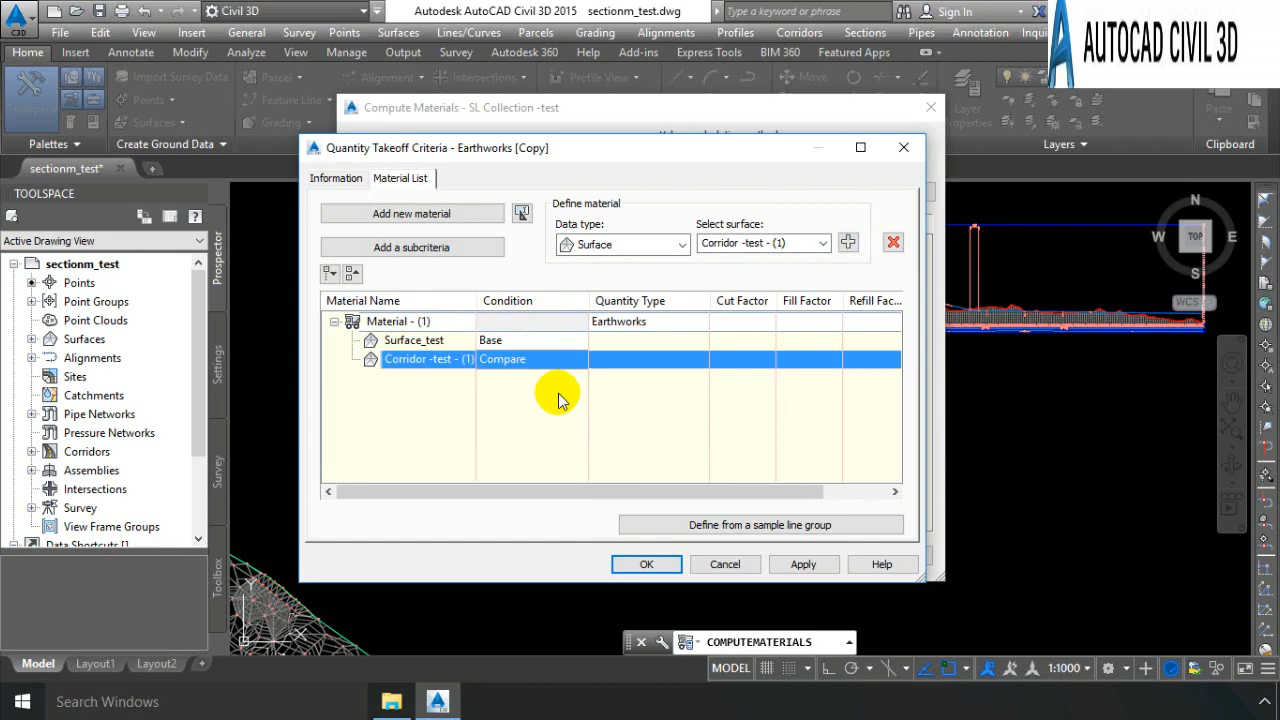 Civil 3D
Autodesk AutoCAD Civil 3D 2015 sectionm_test.dwg
Type a keyword or phrase
Sign In
C3D
File Edit View Insert General Survey Points Surfaces Lines/Curves Parcels Grading Alignments Profiles Corridors Sections Pipes Annotation
AUTOCAD CIVIL 3D
Home Insert Annotate Modify Analyze View Manage Output Survey Autodesk 360 Help Add-ins Express Tools BIM 360 Featured Apps
Import Survey Data Parcel Alignment Intersections Profile View Move
Points Feature Line
Surfaces Grading
Layer Properties
Paste
Palettes Create Ground Data Layers Clipboard
Compute Materials - SL Collection -test
sectionm_test*
Quantity Takeoff Criteria - Earthworks [Copy]
Information Material List
Add new material
Add a subcriteria
Define material
Data type: Select surface:
Surface Corridor -test - (1)
Material Name Condition Quantity Type Cut Factor Fill Factor Refill Fac...
Material - (1) Earthworks
Surface_test Base
Corridor -test - (1) Compare
Define from a sample line group
OK Cancel Apply Help
TOOLSPACE
Active Drawing View
sectionm_test
Points
Point Groups
Point Clouds
Surfaces
Alignments
Sites
Catchments
Pipe Networks
Pressure Networks
Corridors
Assemblies
Intersections
Survey
View Frame Groups
Data Shortcuts []
Prospector
Settings
Survey
Toolbox
N
W TOP E
S
WCS
Y
X
COMPUTEMATERIALS
Model Layout1 Layout2 +
MODEL 1:1000
Search Windows